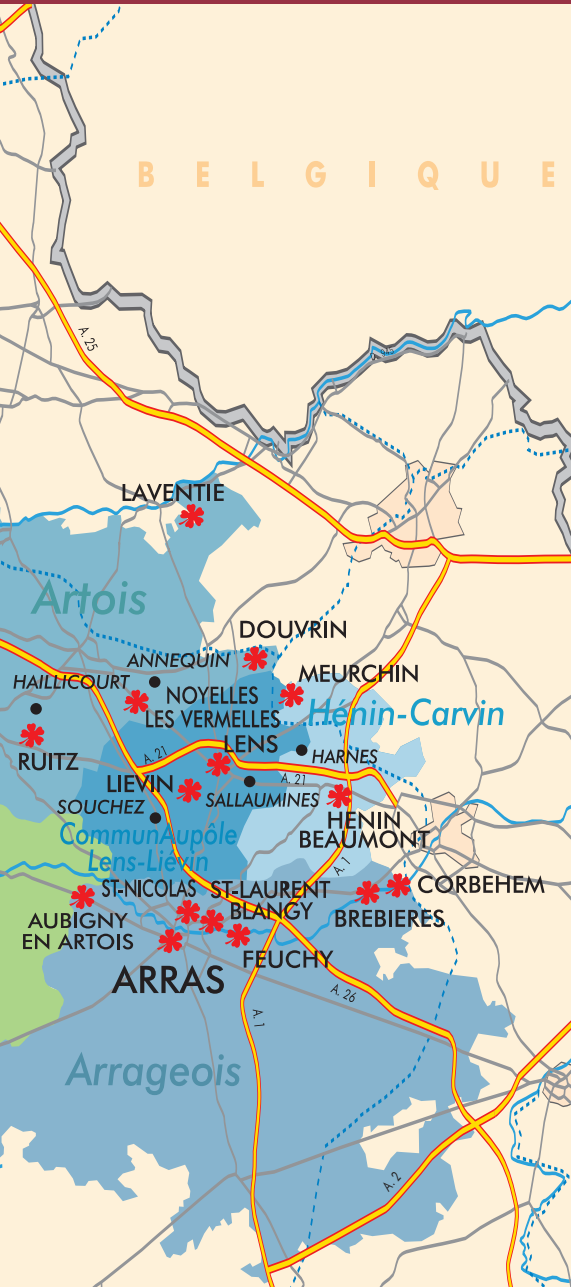 BELGIQUE
A. 25
LAVENTIE
Artois
DOUVRIN
ANNEQUIN
MEURCHIN
HAILLICOURT
NOYELLES
LES VERMELLES
Hénin-Carvin
LENS
A. 21
HARNES
RUITZ
LIEVIN
A. 21
SALLAUMINES
SOUCHEZ
HENIN
BEAUMONT
CommunAupôle
Lens-Liévin
A. 1
ST-NICOLAS
ST-LAURENT
BLANGY
CORBEHEM
BREBIERES
AUBIGNY
EN ARTOIS
FEUCHY
ARRAS
A. 26
A. 1
Arrageois
A. 2